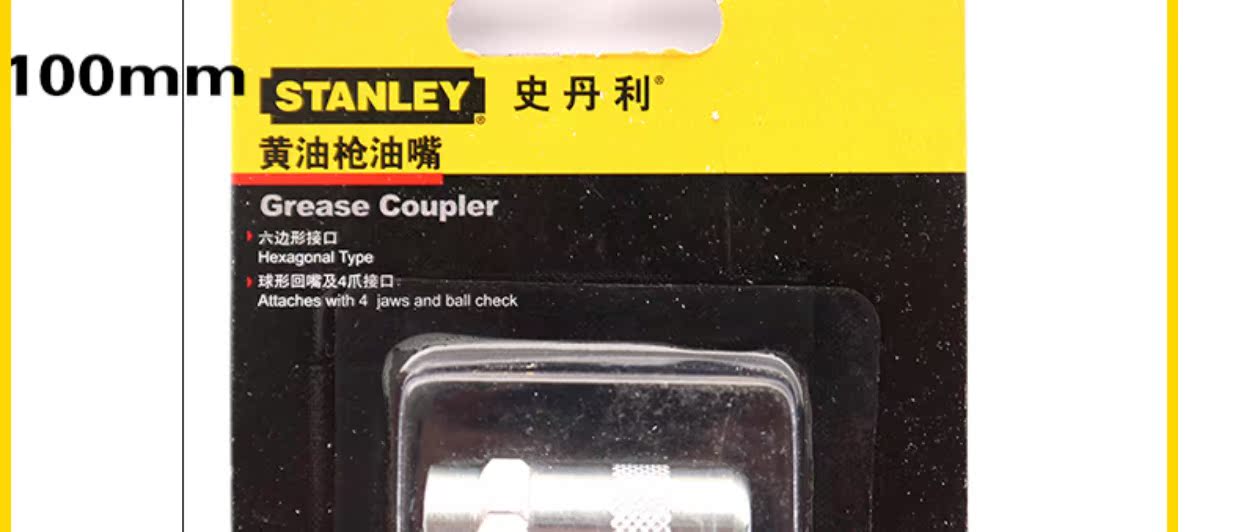 100mm
STANLEY® 史丹利®
黄油枪油嘴
Grease Coupler
六边形接口
Hexagonal Type
球形回嘴及4爪接口
Attaches with 4 jaws and ball check